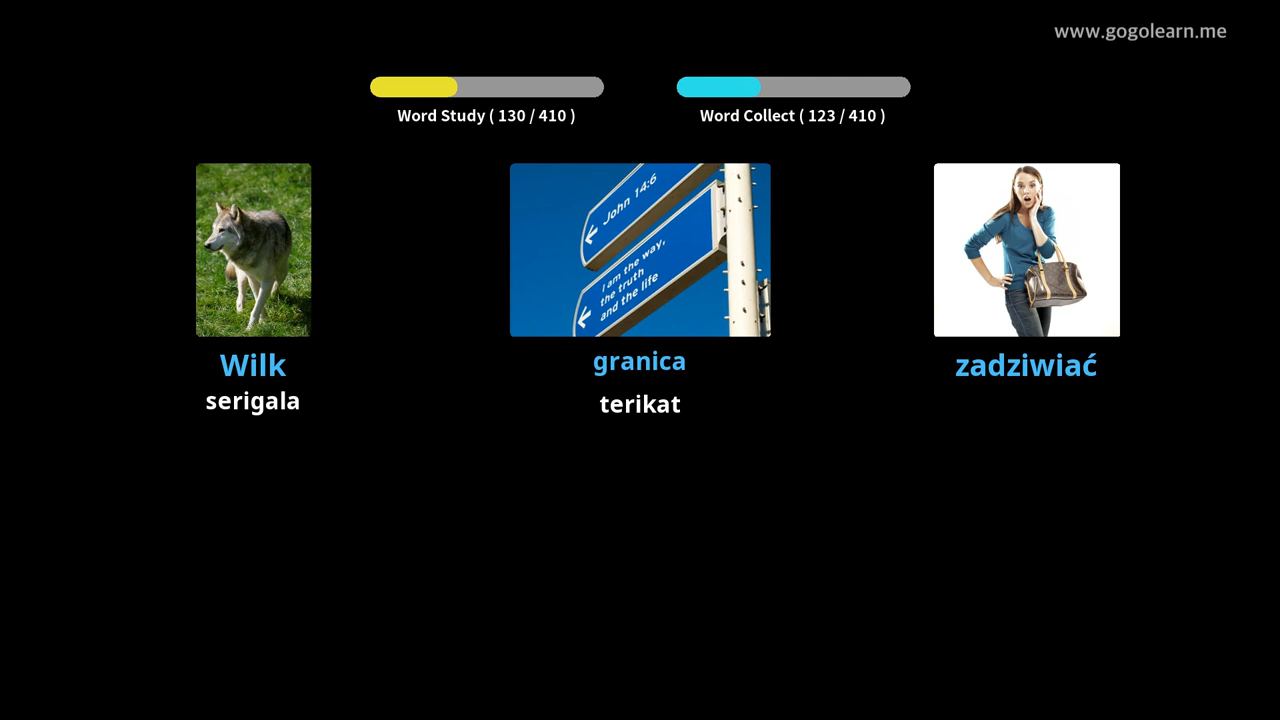 www.gogolearn.me
Word Study ( 130 / 410 )
Word Collect ( 123 / 410 )
John 14:6
I am the way,
the truth
and the life
Wilk
serigala
granica
terikat
zadziwiać